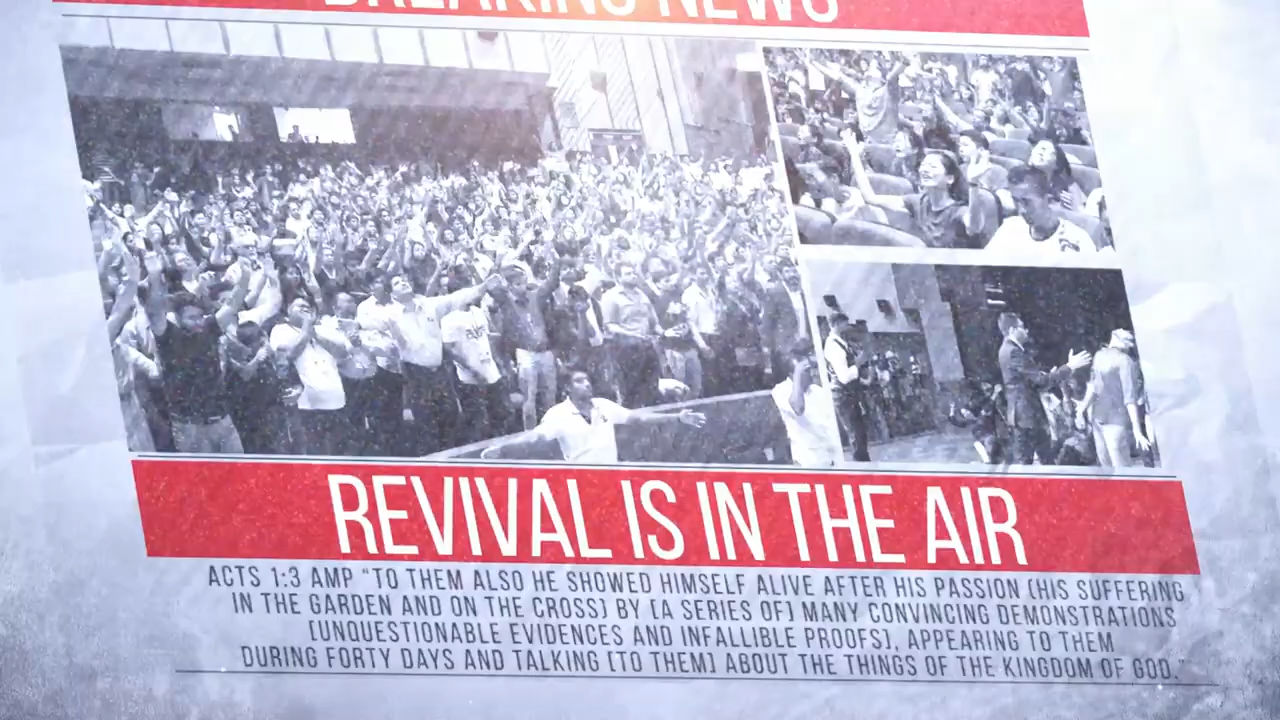 BREAKING NEWS
REVIVAL IS IN THE AIR
ACTS 1:3 AMP "TO THEM ALSO HE SHOWED HIMSELF ALIVE AFTER HIS PASSION (HIS SUFFERING
IN THE GARDEN AND ON THE CROSS) BY [A SERIES OF] MANY CONVINCING DEMONSTRATIONS
[UNQUESTIONABLE EVIDENCES AND INFALLIBLE PROOFS], APPEARING TO THEM
DURING FORTY DAYS AND TALKING [TO THEM] ABOUT THE THINGS OF THE KINGDOM OF GOD."